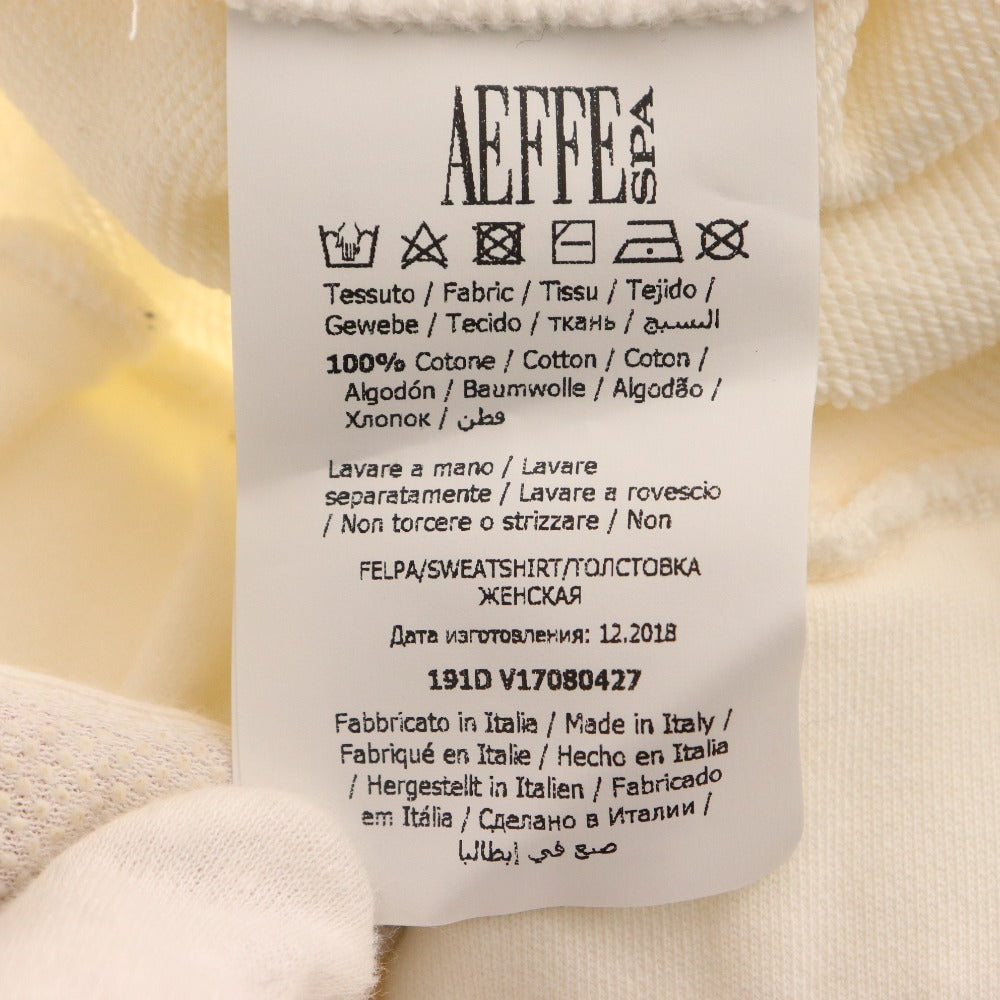 AEFFE SPA
Tessuto / Fabric / Tissu / Tejido /
Gewebe / Tecido / ткань / النسيج
100% Cotone / Cotton / Coton /
Algodón / Baumwolle / Algodão /
Хлопок / قطن
Lavare a mano / Lavare
separatamente / Lavare a rovescio
/ Non torcere o strizzare / Non
FELPA/SWEATSHIRT/ТОЛСТОВКА
ЖЕНСКАЯ
Дата изготовления: 12.2018
191D V17080427
Fabbricato in Italia / Made in Italy /
Fabriqué en Italie / Hecho en Italia
/ Hergestellt in Italien / Fabricado
em Itália / Сделано в Италии /
صنع في إيطاليا